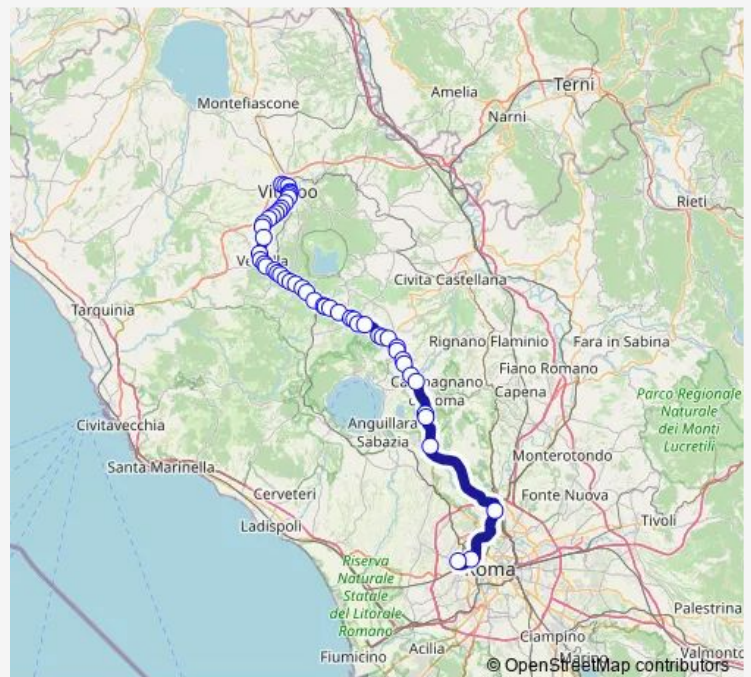 Montefiascone
Amelia
Terni
Narni
Rieti
Civita Castellana
Tarquinia
Rignano Flaminio
Fara in Sabina
Fiano Romano
Capena
Parco Regionale
Naturale
dei Monti
Lucretili
Civitavecchia
Anguillara
Sabazia
Monterotondo
Santa Marinella
Cerveteri
Fonte Nuova
Ladispoli
Tivoli
Riserva
Naturale
Statale
del Litorale
Romano
Roma
Palestrina
Ciampino
Acilia
Fiumicino
Marino
Valmonto
© OpenStreetMap contributors